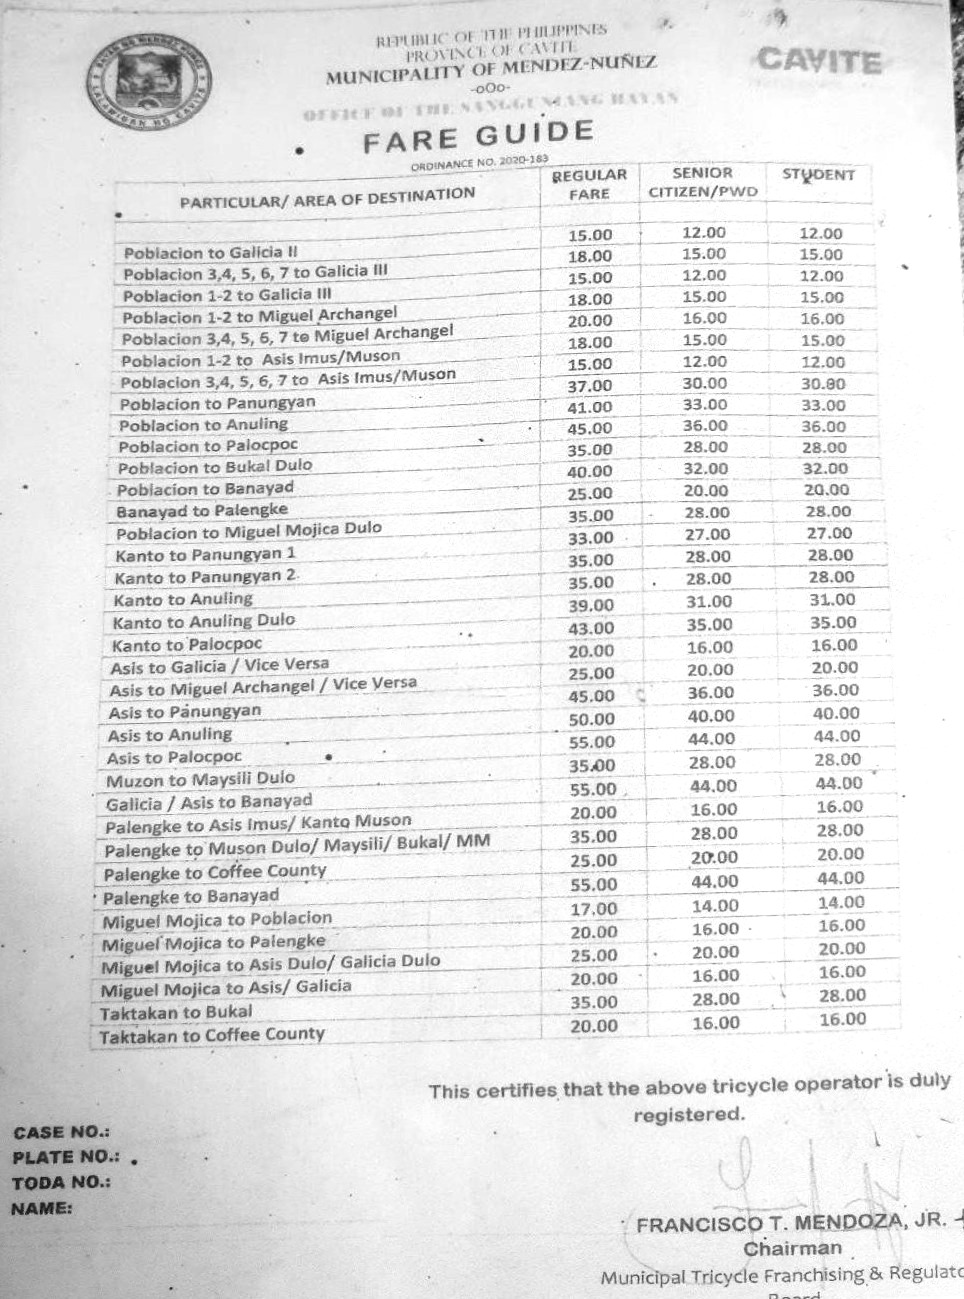 REPUBLIC OF THE PHILIPPINES
PROVINCE OF CAVITE
MUNICIPALITY OF MENDEZ-NUÑEZ
-oOo-
OFFICE OF THE SANGGUNIANG BAYAN
CAVITE
FARE GUIDE
ORDINANCE NO. 2020-183
PARTICULAR/ AREA OF DESTINATION REGULAR FARE SENIOR CITIZEN/PWD STUDENT
Poblacion to Galicia II 15.00 12.00 12.00
Poblacion 3,4, 5, 6, 7 to Galicia III 18.00 15.00 15.00
Poblacion 1-2 to Galicia III 15.00 12.00 12.00
Poblacion 1-2 to Miguel Archangel 18.00 15.00 15.00
Poblacion 3,4, 5, 6, 7 to Miguel Archangel 20.00 16.00 16.00
Poblacion 1-2 to Asis Imus/Muson 18.00 15.00 15.00
Poblacion 3,4, 5, 6, 7 to Asis Imus/Muson 15.00 12.00 12.00
Poblacion to Panungyan 37.00 30.00 30.00
Poblacion to Anuling 41.00 33.00 33.00
Poblacion to Palocpoc 45.00 36.00 36.00
Poblacion to Bukal Dulo 35.00 28.00 28.00
Poblacion to Banayad 40.00 32.00 32.00
Banayad to Palengke 25.00 20.00 20.00
Poblacion to Miguel Mojica Dulo 35.00 28.00 28.00
Kanto to Panungyan 1 33.00 27.00 27.00
Kanto to Panungyan 2 35.00 28.00 28.00
Kanto to Anuling 35.00 28.00 28.00
Kanto to Anuling Dulo 39.00 31.00 31.00
Kanto to Palocpoc 43.00 35.00 35.00
Asis to Galicia / Vice Versa 20.00 16.00 16.00
Asis to Miguel Archangel / Vice Versa 25.00 20.00 20.00
Asis to Panungyan 45.00 36.00 36.00
Asis to Anuling 50.00 40.00 40.00
Asis to Palocpoc 55.00 44.00 44.00
Muzon to Maysili Dulo 35.00 28.00 28.00
Galicia / Asis to Banayad 55.00 44.00 44.00
Palengke to Asis Imus/ Kanto Muson 20.00 16.00 16.00
Palengke to Muson Dulo/ Maysili/ Bukal/ MM 35.00 28.00 28.00
Palengke to Coffee County 25.00 20.00 20.00
Palengke to Banayad 55.00 44.00 44.00
Miguel Mojica to Poblacion 17.00 14.00 14.00
Miguel Mojica to Palengke 20.00 16.00 16.00
Miguel Mojica to Asis Dulo/ Galicia Dulo 25.00 20.00 20.00
Miguel Mojica to Asis/ Galicia 20.00 16.00 16.00
Taktakan to Bukal 35.00 28.00 28.00
Taktakan to Coffee County 20.00 16.00 16.00
This certifies that the above tricycle operator is duly
registered.
CASE NO.:
PLATE NO.:
TODA NO.:
NAME:
FRANCISCO T. MENDOZA, JR.
Chairman
Municipal Tricycle Franchising & Regulato